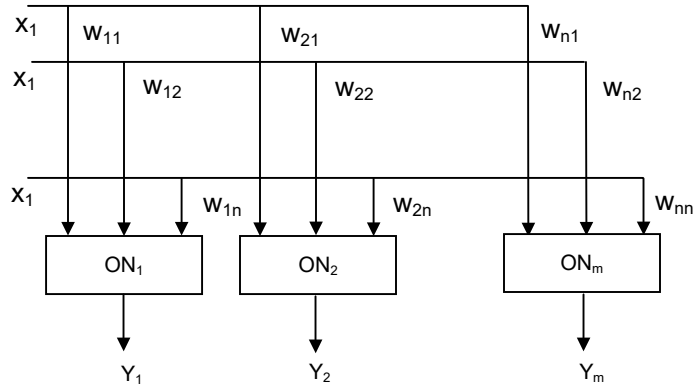 x₁ w₁₁ w₂₁ wₙ₁
x₁ w₁₂ w₂₂ wₙ₂
x₁ w₁ₙ w₂ₙ wₙₙ
ON₁ ON₂ ONₘ
Y₁ Y₂ Yₘ